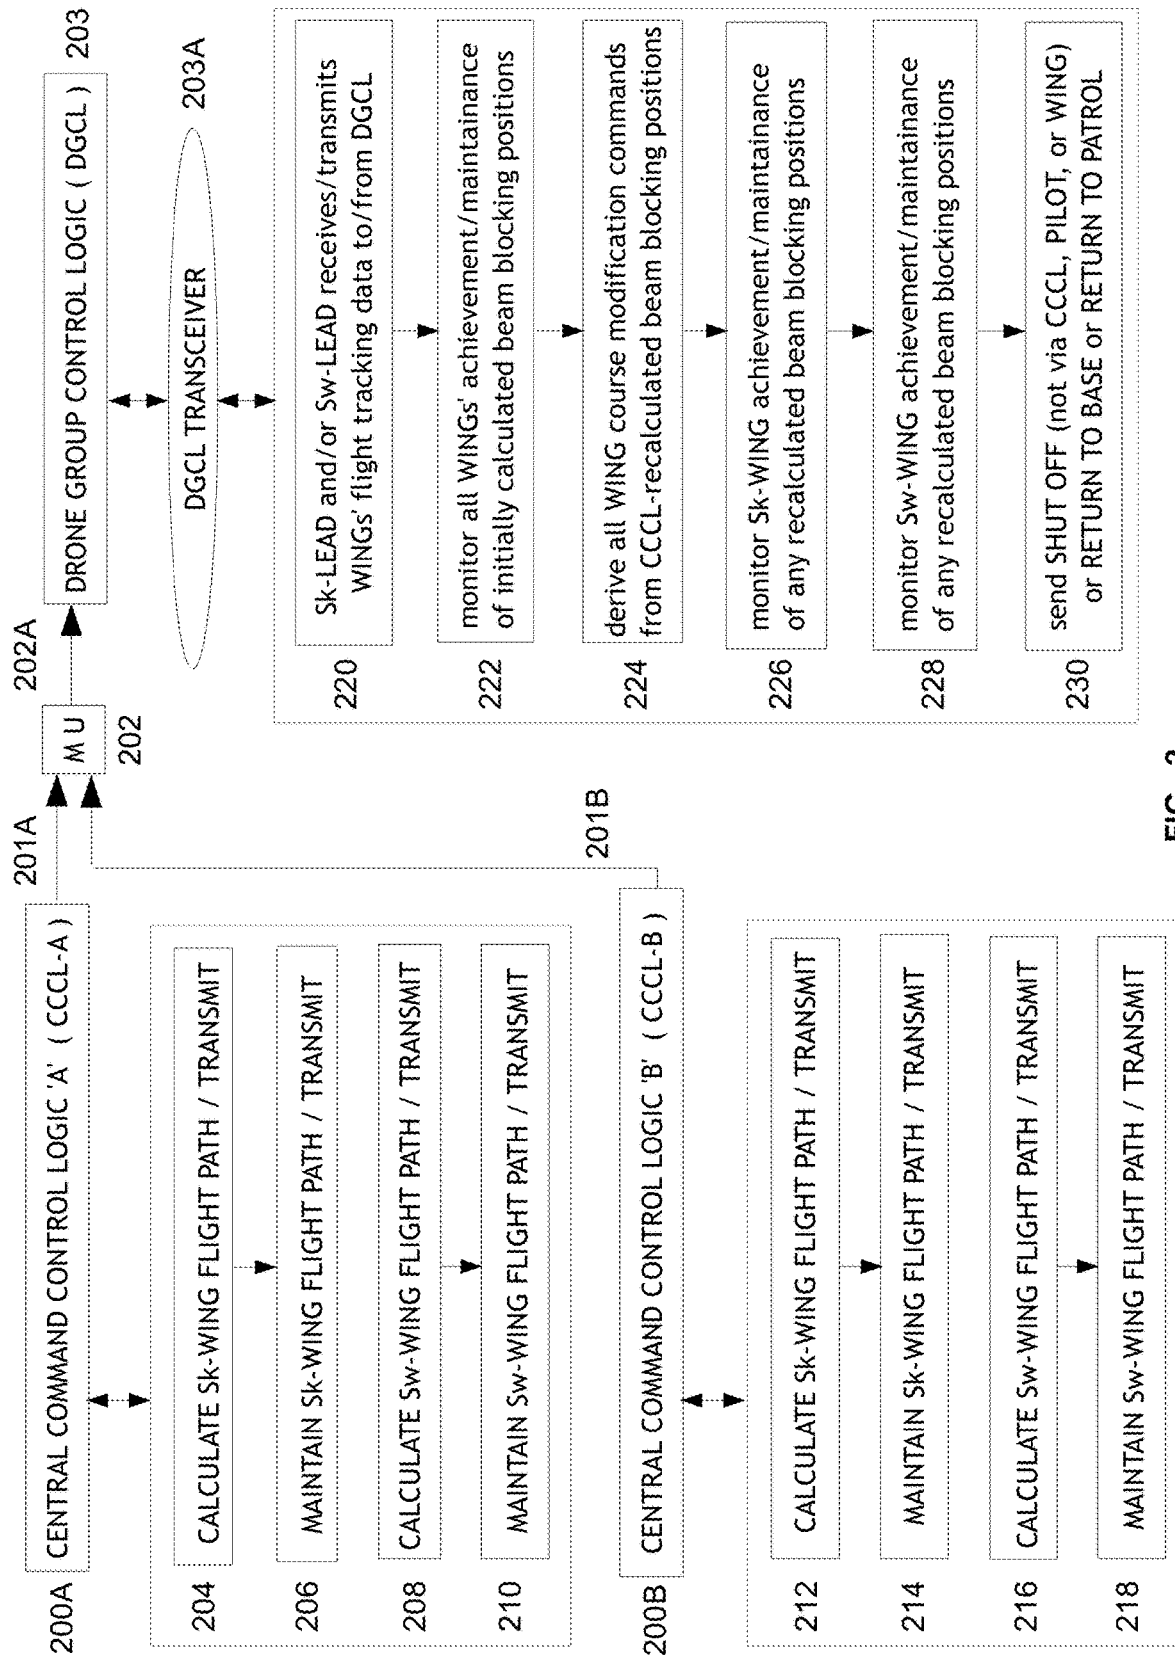 200A
CENTRAL COMMAND CONTROL LOGIC 'A' ( CCCL-A )
201A
204
CALCULATE Sk-WING FLIGHT PATH / TRANSMIT
206
MAINTAIN Sk-WING FLIGHT PATH / TRANSMIT
208
CALCULATE Sw-WING FLIGHT PATH / TRANSMIT
210
MAINTAIN Sw-WING FLIGHT PATH / TRANSMIT
200B
CENTRAL COMMAND CONTROL LOGIC 'B' ( CCCL-B )
201B
212
CALCULATE Sk-WING FLIGHT PATH / TRANSMIT
214
MAINTAIN Sk-WING FLIGHT PATH / TRANSMIT
216
CALCULATE Sw-WING FLIGHT PATH / TRANSMIT
218
MAINTAIN Sw-WING FLIGHT PATH / TRANSMIT
M U
202
202A
DRONE GROUP CONTROL LOGIC ( DGCL )
203
DGCL TRANSCEIVER
203A
220
Sk-LEAD and/or Sw-LEAD receives/transmits
WINGs' flight tracking data to/from DGCL
222
monitor all WINGs' achievement/maintanance
of initially calculated beam blocking positions
224
derive all WING course modification commands
from CCCL-recalculated beam blocking positions
226
monitor Sk-WING achievement/maintanance
of any recalculated beam blocking positions
228
monitor Sw-WING achievement/maintanance
of any recalculated beam blocking positions
230
send SHUT OFF (not via CCCL, PILOT, or WING)
or RETURN TO BASE or RETURN TO PATROL
FIG.